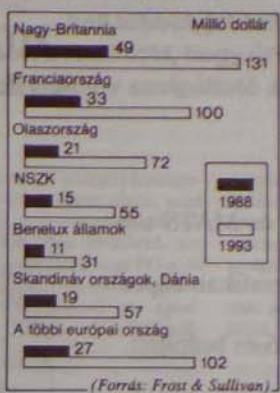 Nagy-Britannia Millió dollár
49
131
Franciaország
33
100
Olaszország
21
72
NSZK
15
55
Benelux államok
11
31
Skandináv országok, Dánia
19
57
A többi európai ország
27
102
1988
1993
(Forrás: Frost & Sullivan)